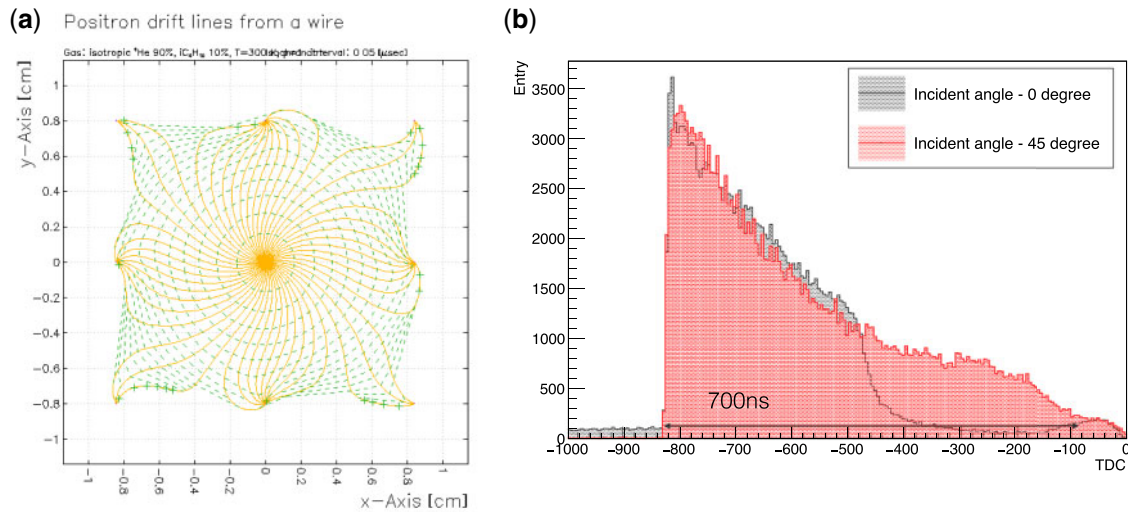 (a)
Positron drift lines from a wire
Gas: isotropic ⁴He 90%, iC₄H₁₀ 10%, T=300
interval: 0.05 [μsec]
y-Axis [cm]
1
0.8
0.6
0.4
0.2
0
-0.2
-0.4
-0.6
-0.8
-1
-1
-0.8
-0.6
-0.4
-0.2
0
0.2
0.4
0.6
0.8
1
x-Axis [cm]
(b)
Entry
3500
3000
2500
2000
1500
1000
500
0
Incident angle - 0 degree
Incident angle - 45 degree
700ns
-1000 -900 -800 -700 -600 -500 -400 -300 -200 -100 0
TDC